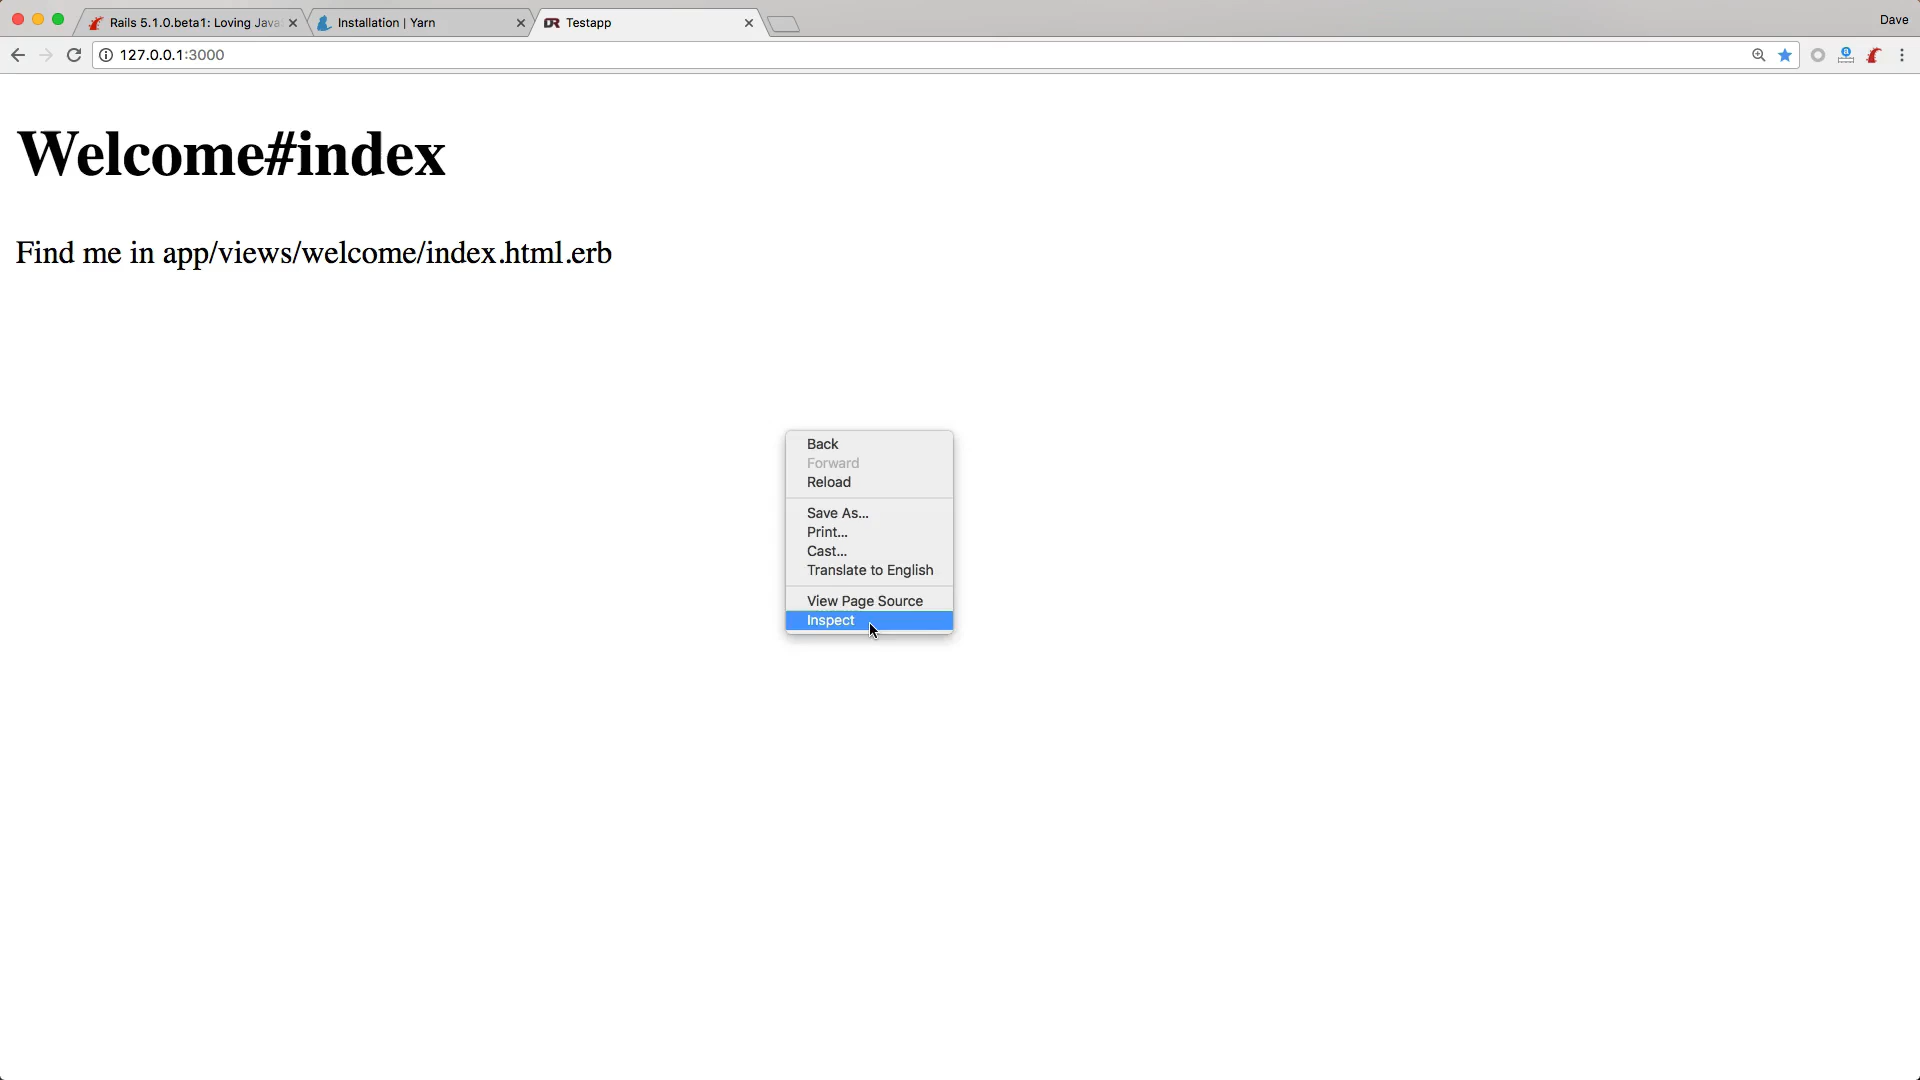 Rails 5.1.0.beta1: Loving Java
Installation | Yarn
Testapp
Dave
127.0.0.1:3000
Welcome#index
Find me in app/views/welcome/index.html.erb
Back
Forward
Reload
Save As...
Print...
Cast...
Translate to English
View Page Source
Inspect